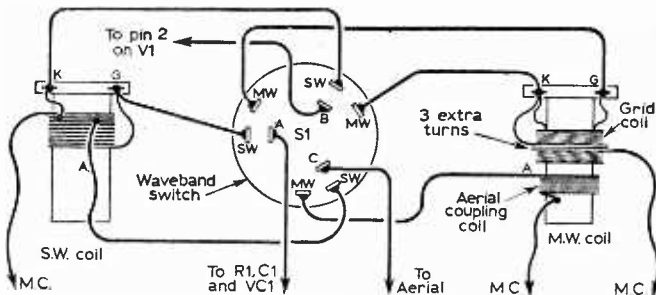 To pin 2
on V1
K
G
SW
MW
B
MW
S1
A
SW
C
MW
SW
Waveband
switch
A
S.W. coil
M.C.
To R1, C1
and VC1
To
Aerial
K
G
Grid
coil
3 extra
turns
A
Aerial
coupling
coil
M.W. coil
M C
M C